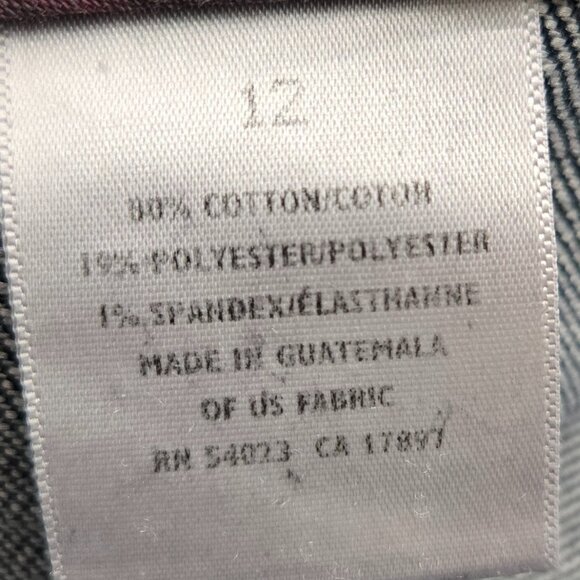 12
80% COTTON/COTON
19% POLYESTER/POLYESTER
1% SPANDEX/ÉLASTHANNE
MADE IN GUATEMALA
OF US FABRIC
RN 54023 CA 17897